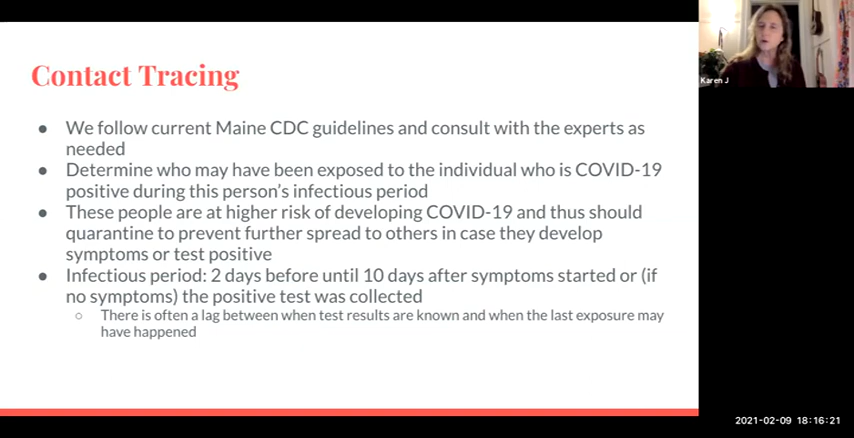 Contact Tracing
● We follow current Maine CDC guidelines and consult with the experts as
needed
● Determine who may have been exposed to the individual who is COVID-19
positive during this person's infectious period
● These people are at higher risk of developing COVID-19 and thus should
quarantine to prevent further spread to others in case they develop
symptoms or test positive
● Infectious period: 2 days before until 10 days after symptoms started or (if
no symptoms) the positive test was collected
○ There is often a lag between when test results are known and when the last exposure may
have happened
Karen J
2021-02-09 18:16:21